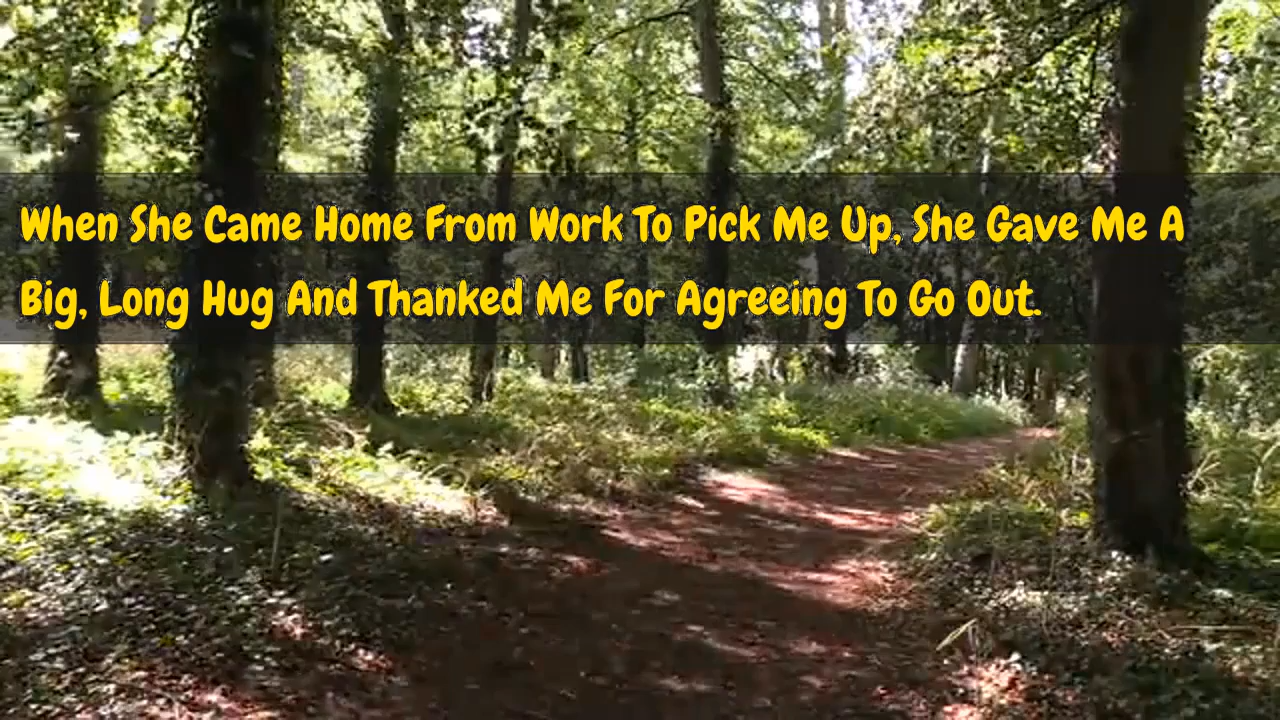 When She Came Home From Work To Pick Me Up, She Gave Me A
Big, Long Hug And Thanked Me For Agreeing To Go Out.